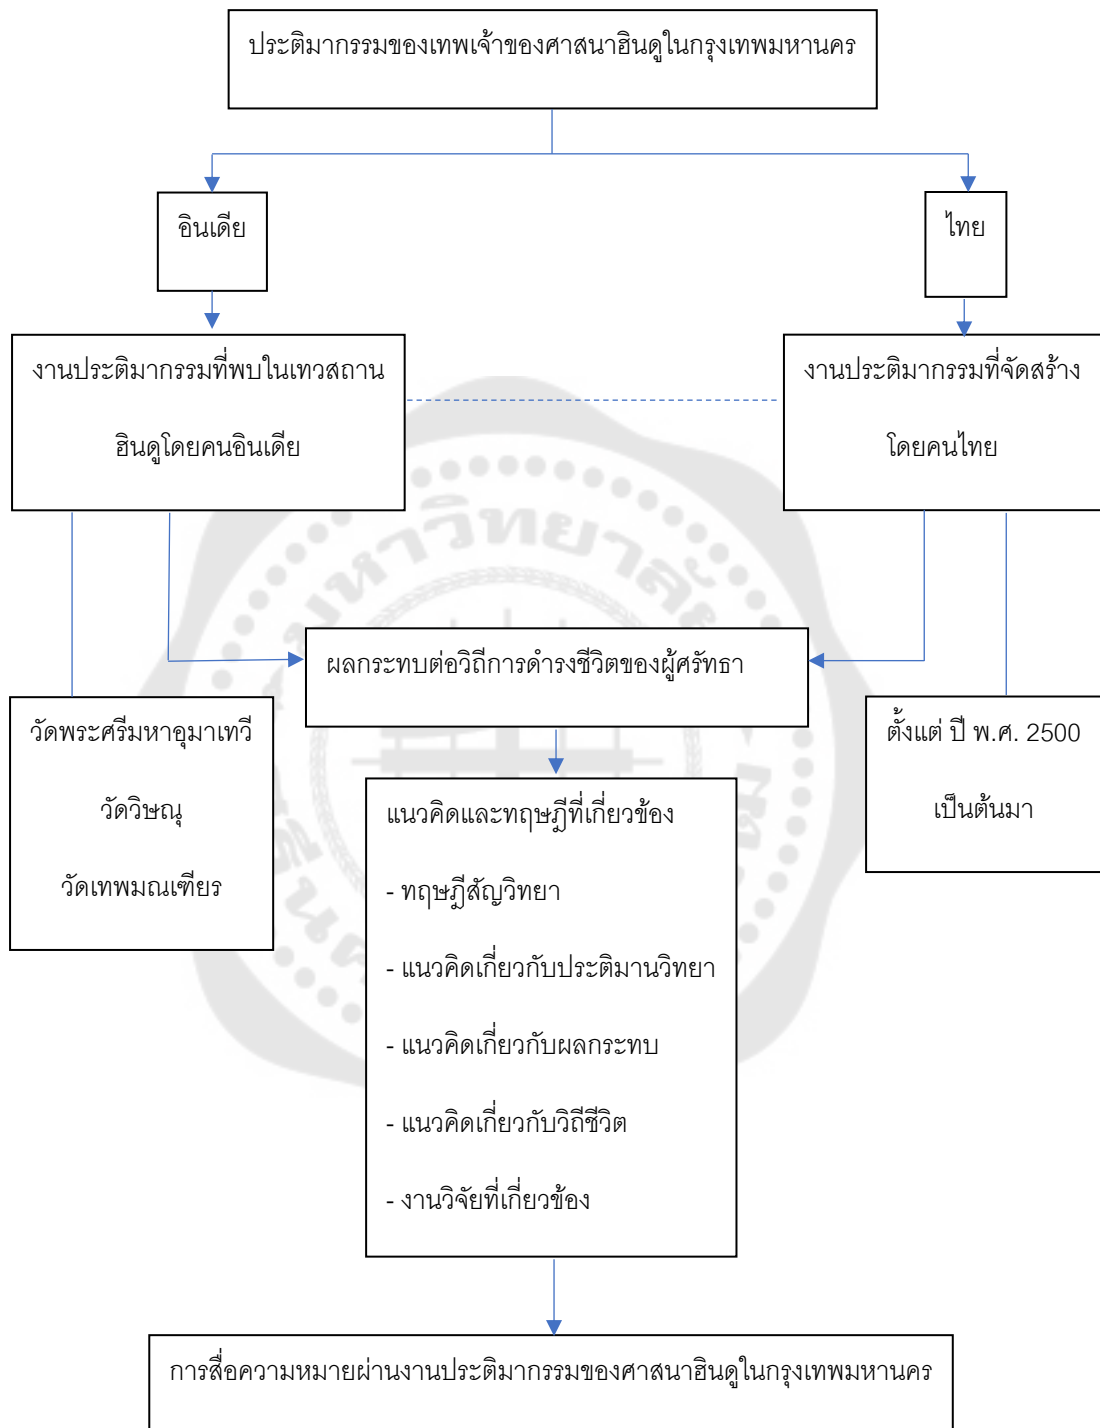 ประติมากรรมของเทพเจ้าของศาสนาฮินดูในกรุงเทพมหานคร
อินเดีย
ไทย
งานประติมากรรมที่พบในเทวสถาน
ฮินดูโดยคนอินเดีย
งานประติมากรรมที่จัดสร้าง
โดยคนไทย
ผลกระทบต่อวิถีการดำรงชีวิตของผู้ศรัทธา
วัดพระศรีมหาอุมาเทวี
วัดวิษณุ
วัดเทพมณเฑียร
ตั้งแต่ ปี พ.ศ. 2500
เป็นต้นมา
แนวคิดและทฤษฎีที่เกี่ยวข้อง
- ทฤษฎีสัญวิทยา
- แนวคิดเกี่ยวกับประติมานวิทยา
- แนวคิดเกี่ยวกับผลกระทบ
- แนวคิดเกี่ยวกับวิถีชีวิต
- งานวิจัยที่เกี่ยวข้อง
การสื่อความหมายผ่านงานประติมากรรมของศาสนาฮินดูในกรุงเทพมหานคร